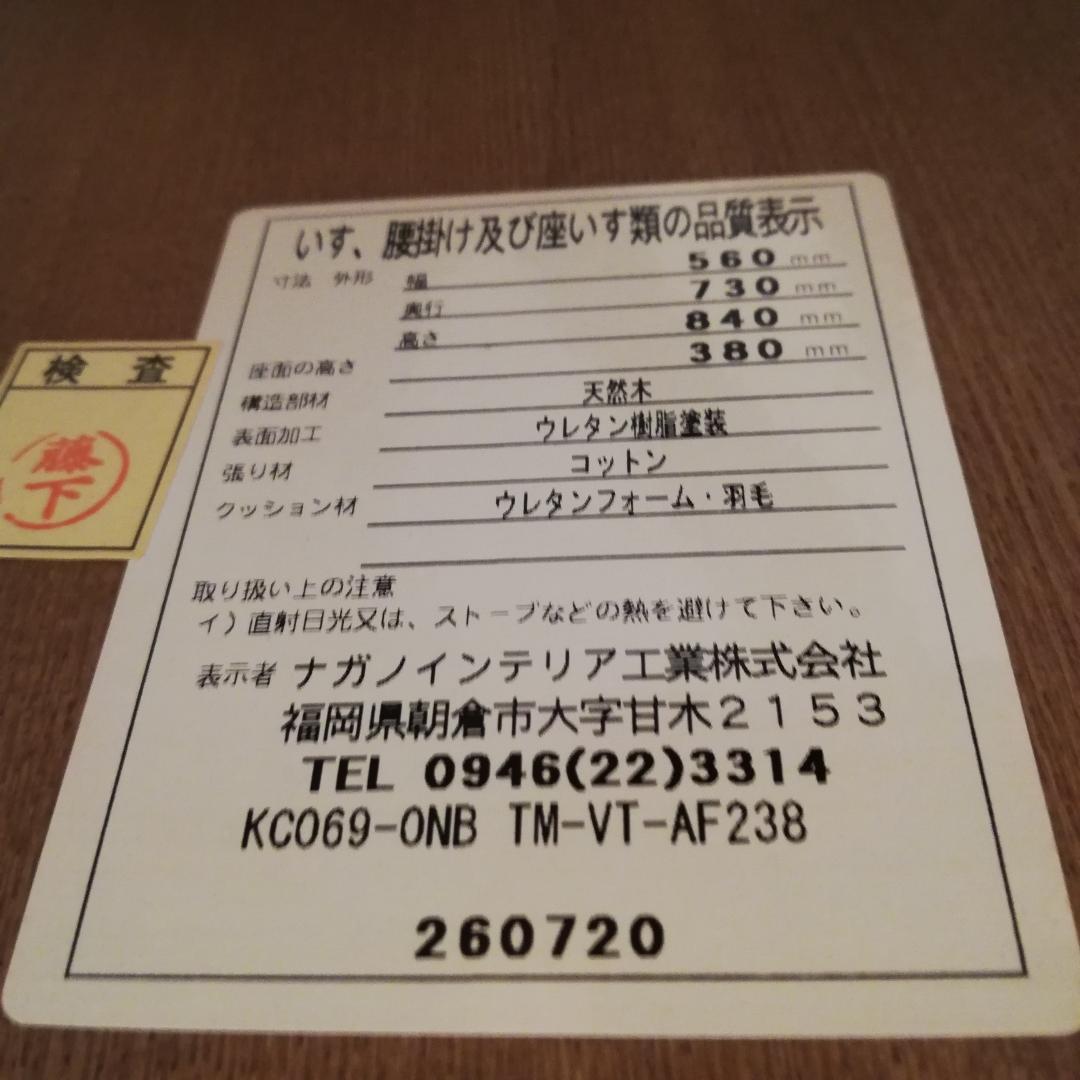 いす、腰掛け及び座いす類の品質表示
寸法 外形 幅 560 mm
奥行 730 mm
高さ 840 mm
座面の高さ 380 mm
構造部材 天然木
表面加工 ウレタン樹脂塗装
張り材 コットン
クッション材 ウレタンフォーム・羽毛
取り扱い上の注意
イ）直射日光又は、ストーブなどの熱を避けて下さい。
表示者 ナガノインテリア工業株式会社
福岡県朝倉市大字甘木２１５３
TEL 0946(22)3314
KC069-0NB TM-VT-AF238
260720
検 査
藤
下